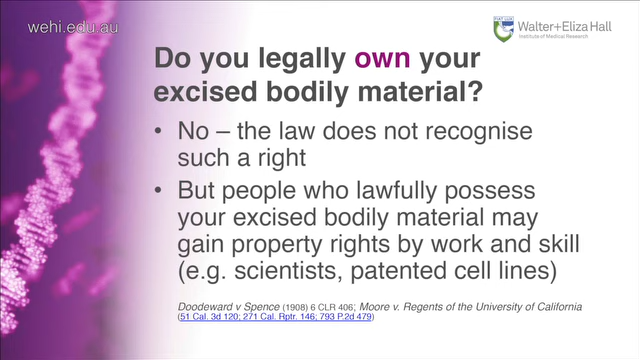 wehi.edu.au
FIAT LUX
Walter+Eliza Hall
Institute of Medical Research
Do you legally own your
excised bodily material?
• No – the law does not recognise
such a right
• But people who lawfully possess
your excised bodily material may
gain property rights by work and skill
(e.g. scientists, patented cell lines)
Doodeward v Spence (1908) 6 CLR 406; Moore v. Regents of the University of California
(51 Cal. 3d 120; 271 Cal. Rptr. 146; 793 P.2d 479)